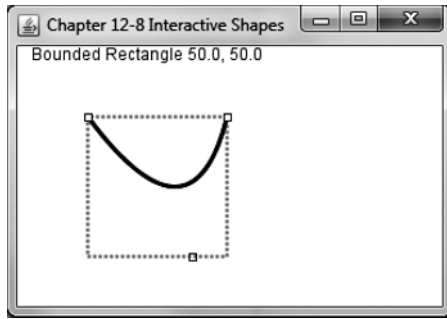 Chapter 12-8 Interactive Shapes
Bounded Rectangle 50.0, 50.0